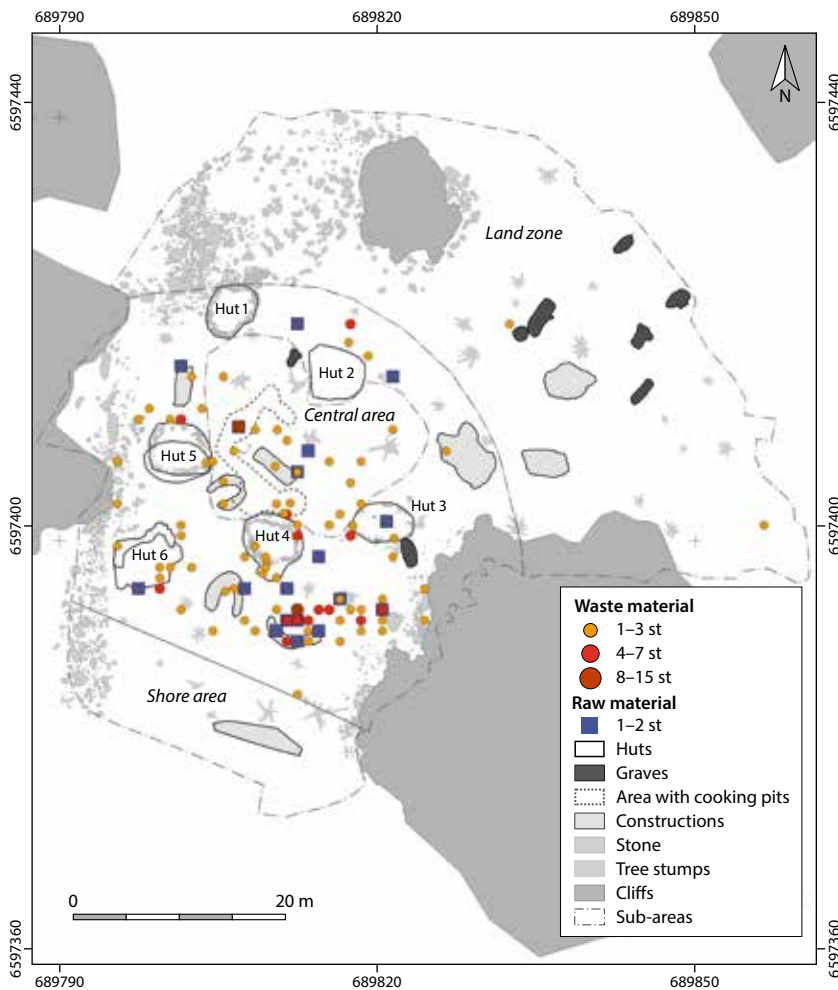 689790
689820
689850
6597440
6597440
N
Land zone
Hut 1
Hut 2
Central area
Hut 5
Hut 3
6597400
6597400
Hut 4
Hut 6
Waste material
1–3 st
4–7 st
8–15 st
Shore area
Raw material
1–2 st
Huts
Graves
Area with cooking pits
Constructions
Stone
Tree stumps
Cliffs
Sub-areas
0
20 m
6597360
6597360
689790
689820
689850